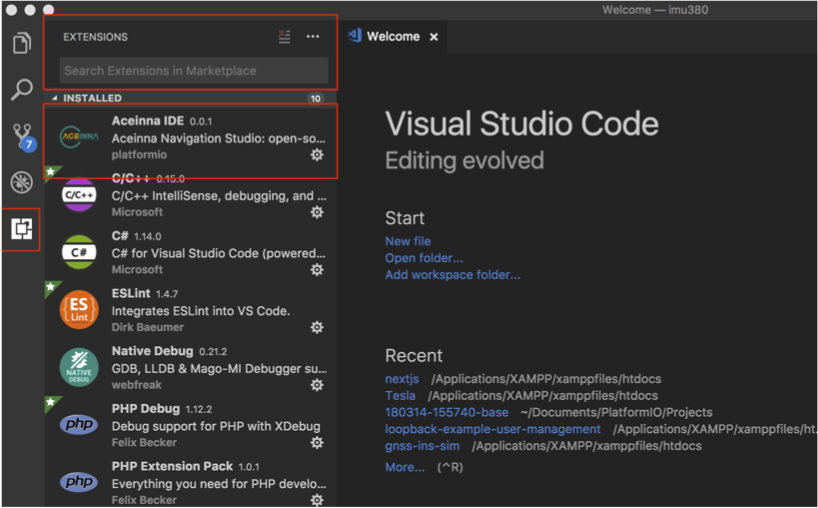 Welcome — imu380
EXTENSIONS
Search Extensions in Marketplace
INSTALLED 10
ACEINNA
Aceinna IDE 0.0.1
Aceinna Navigation Studio: open-so...
platformio
7
C/C++
C/C++ 0.15.0
C/C++ IntelliSense, debugging, and ...
Microsoft
C#
C# 1.14.0
C# for Visual Studio Code (powered...
Microsoft
{ES}
Lint
ESLint 1.4.7
Integrates ESLint into VS Code.
Dirk Baeumer
NATIVE
DEBUG
Native Debug 0.21.2
GDB, LLDB & Mago-MI Debugger su...
webfreak
php
PHP Debug 1.12.2
Debug support for PHP with XDebug
Felix Becker
php
PHP Extension Pack 1.0.1
Everything you need for PHP develo...
Felix Becker
Welcome ×
Visual Studio Code
Editing evolved
Start
New file
Open folder...
Add workspace folder...
Recent
nextjs /Applications/XAMPP/xamppfiles/htdocs
Tesla /Applications/XAMPP/xamppfiles/htdocs
180314-155740-base ~/Documents/PlatformIO/Projects
loopback-example-user-management /Applications/XAMPP/xamppfiles/ht.
gnss-ins-sim /Applications/XAMPP/xamppfiles/htdocs
More... (^R)